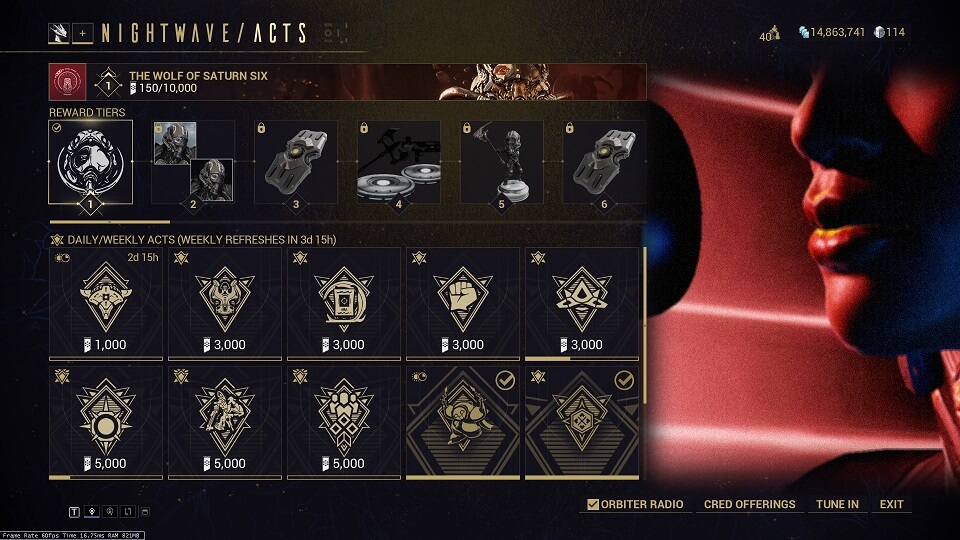 NIGHTWAVE/ACTS
40 14,863,741 114
1 THE WOLF OF SATURN SIX
150/10,000
REWARD TIERS
1 2 3 4 5 6
DAILY/WEEKLY ACTS (WEEKLY REFRESHES IN 3d 15h)
2d 15h
1,000 3,000 3,000 3,000 3,000
5,000 5,000 5,000
ORBITER RADIO CRED OFFERINGS TUNE IN EXIT
T
Frame Rate 60fps Time 16.75ms RAM 821MB